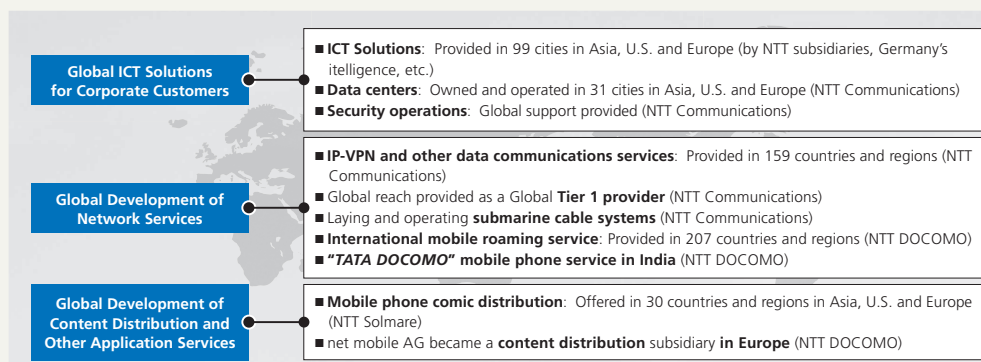 Global ICT Solutions
for Corporate Customers
■ ICT Solutions: Provided in 99 cities in Asia, U.S. and Europe (by NTT subsidiaries, Germany's
itelligence, etc.)
■ Data centers: Owned and operated in 31 cities in Asia, U.S. and Europe (NTT Communications)
■ Security operations: Global support provided (NTT Communications)
Global Development of
Network Services
■ IP-VPN and other data communications services: Provided in 159 countries and regions (NTT
Communications)
■ Global reach provided as a Global Tier 1 provider (NTT Communications)
■ Laying and operating submarine cable systems (NTT Communications)
■ International mobile roaming service: Provided in 207 countries and regions (NTT DOCOMO)
■ "TATA DOCOMO" mobile phone service in India (NTT DOCOMO)
Global Development of
Content Distribution and
Other Application Services
■ Mobile phone comic distribution: Offered in 30 countries and regions in Asia, U.S. and Europe
(NTT Solmare)
■ net mobile AG became a content distribution subsidiary in Europe (NTT DOCOMO)